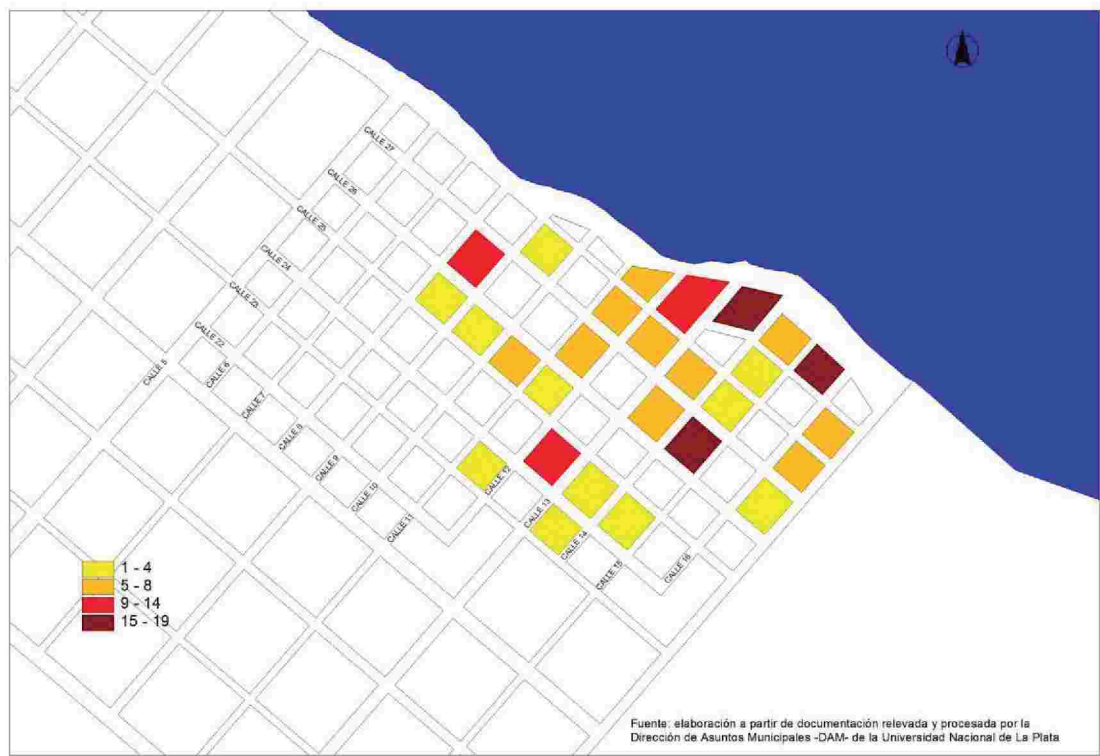 CALLE 27
CALLE 26
CALLE 25
CALLE 24
CALLE 23
CALLE 22
CALLE 5
CALLE 6
CALLE 7
CALLE 8
CALLE 9
CALLE 10
CALLE 11
CALLE 12
CALLE 13
CALLE 14
CALLE 15
CALLE 16
1 - 4
5 - 8
9 - 14
15 - 19
Fuente: elaboración a partir de documentación relevada y procesada por la
Dirección de Asuntos Municipales -DAM- de la Universidad Nacional de La Plata